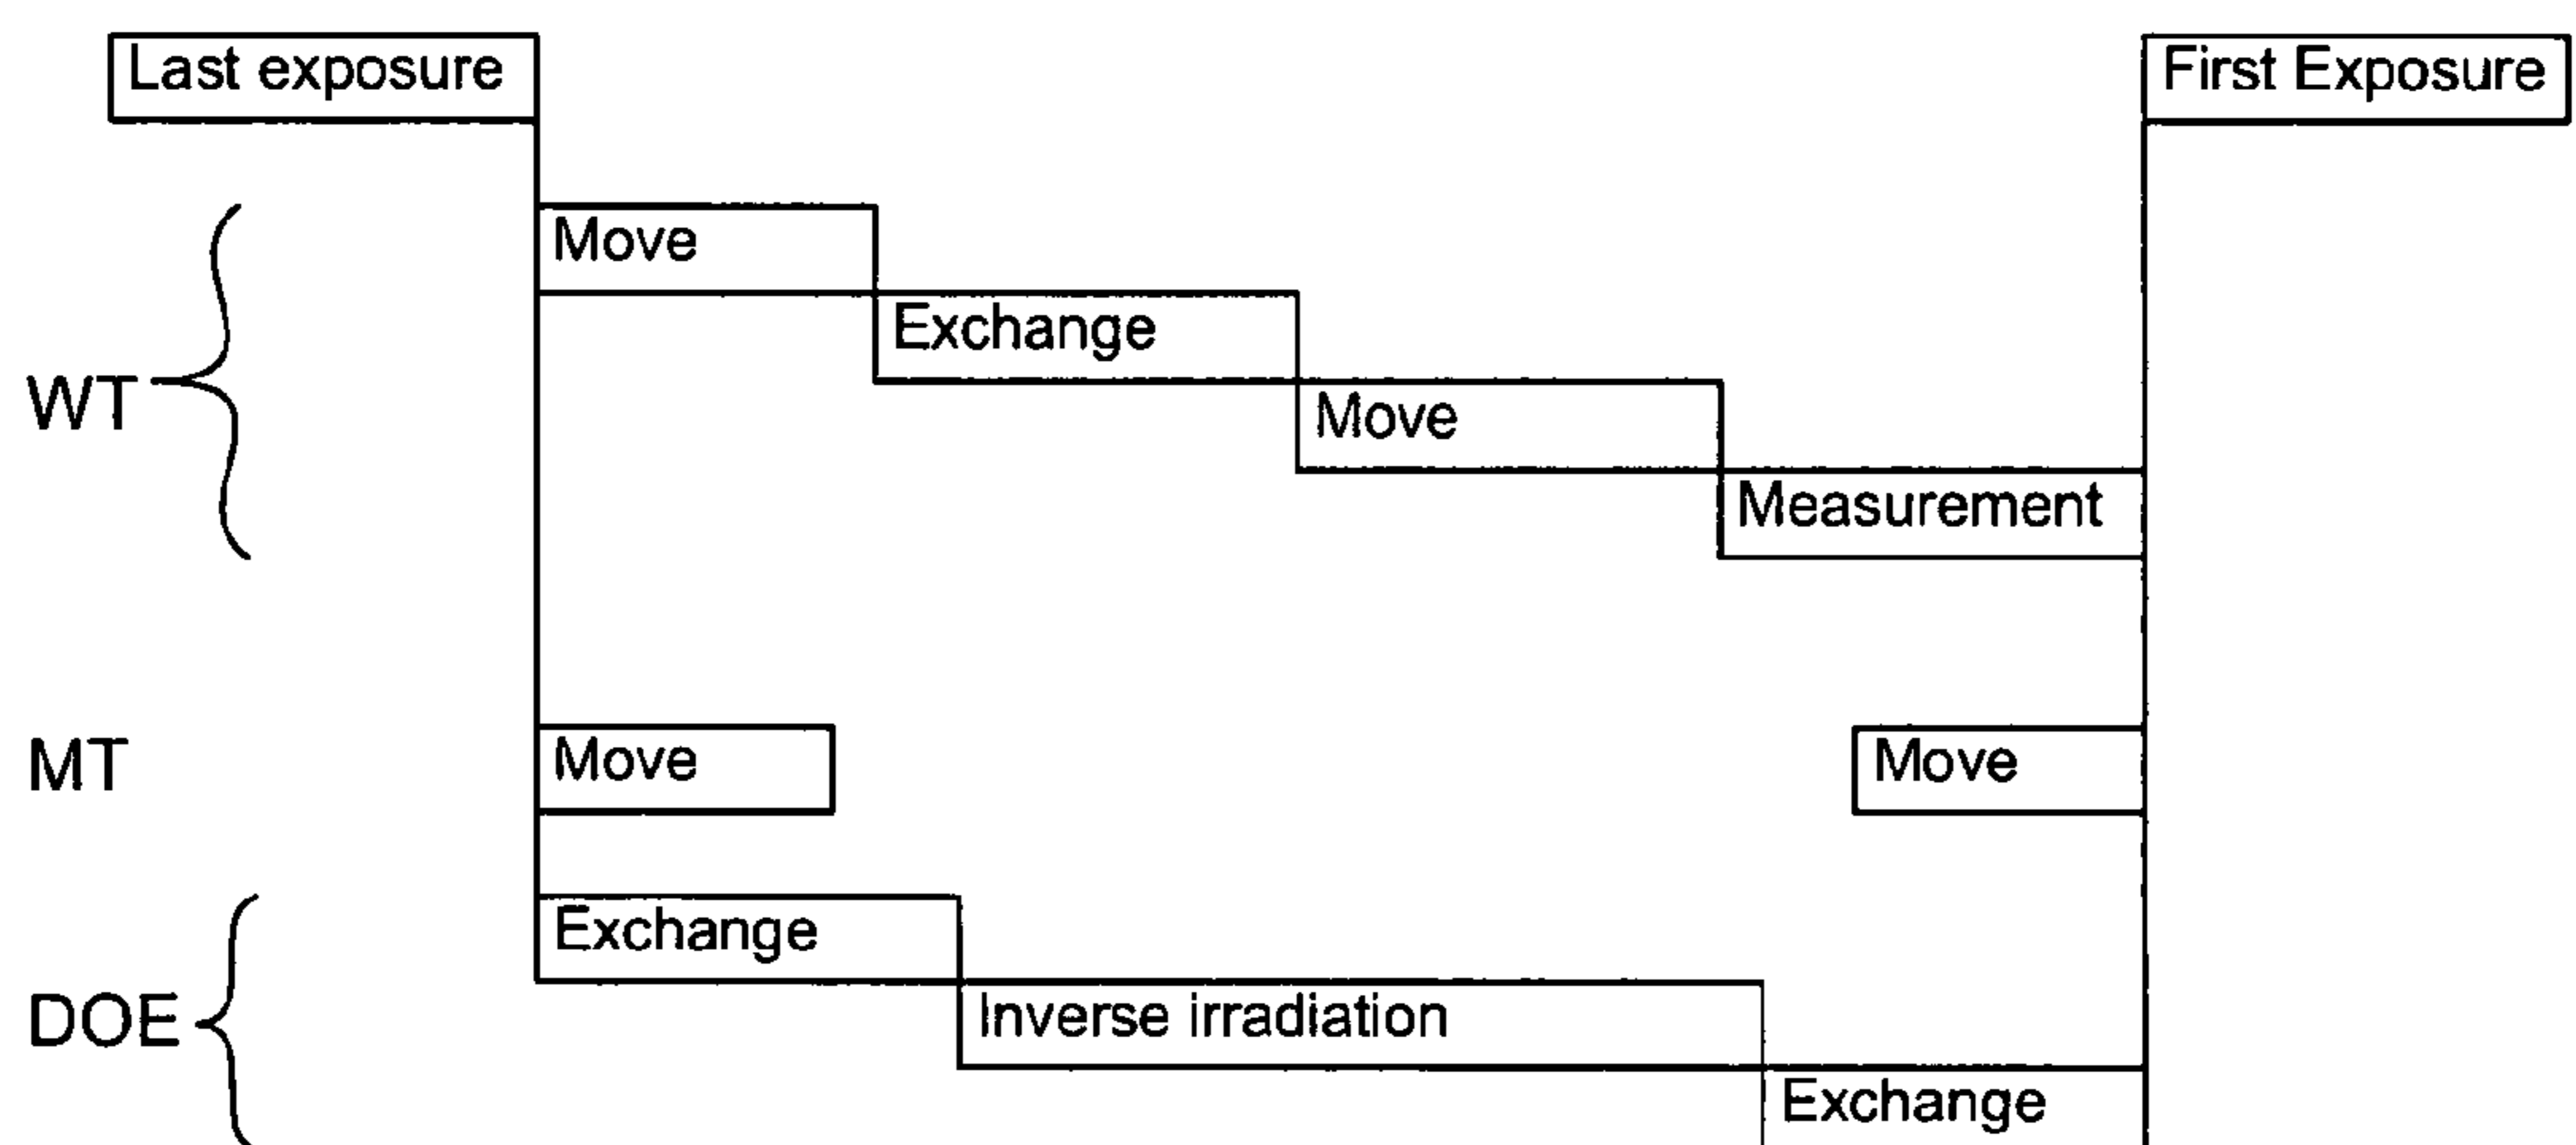 Last exposure
First Exposure
Move
Exchange
WT
Move
Measurement
MT
Move
Move
Exchange
DOE
Inverse irradiation
Exchange